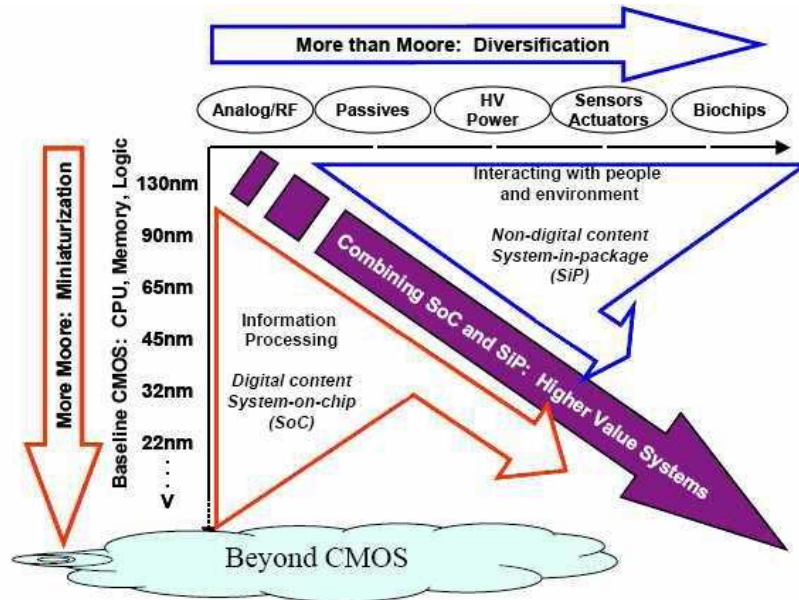 More than Moore: Diversification
Analog/RF
Passives
HV
Power
Sensors
Actuators
Biochips
More Moore: Miniaturization
Baseline CMOS: CPU, Memory, Logic
130nm
90nm
65nm
45nm
32nm
22nm
V
Interacting with people
and environment
Non-digital content
System-in-package
(SiP)
Combining SoC and SiP: Higher Value Systems
Information
Processing
Digital content
System-on-chip
(SoC)
Beyond CMOS